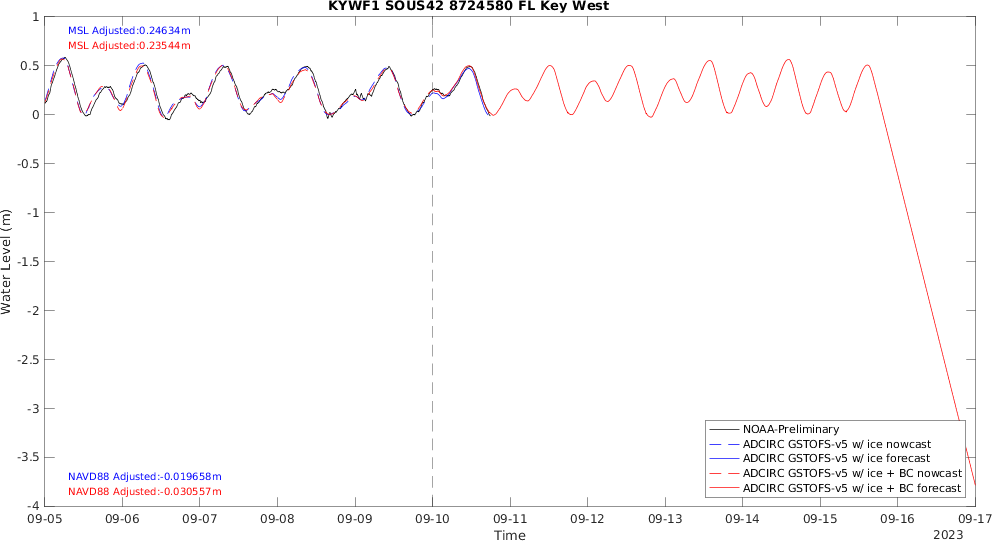 KYWF1 SOUS42 8724580 FL Key West
MSL Adjusted:0.24634m
MSL Adjusted:0.23544m
1
0.5
0
-0.5
-1
-1.5
-2
-2.5
-3
-3.5
-4
Water Level (m)
NAVD88 Adjusted:-0.019658m
NAVD88 Adjusted:-0.030557m
NOAA-Preliminary
ADCIRC GSTOFS-v5 w/ ice nowcast
ADCIRC GSTOFS-v5 w/ ice forecast
ADCIRC GSTOFS-v5 w/ ice + BC nowcast
ADCIRC GSTOFS-v5 w/ ice + BC forecast
09-05 09-06 09-07 09-08 09-09 09-10 09-11 09-12 09-13 09-14 09-15 09-16 09-17
Time
2023